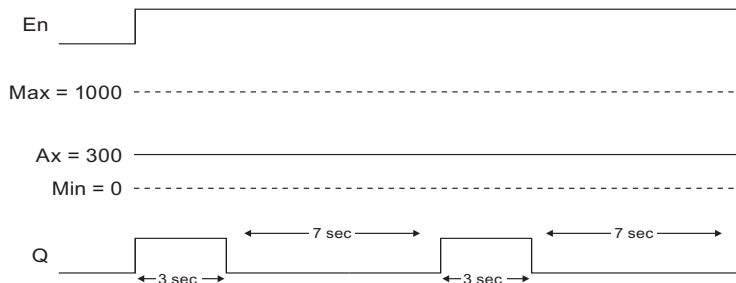 En
Max = 1000
Ax = 300
Min = 0
7 sec
7 sec
Q
3 sec
3 sec